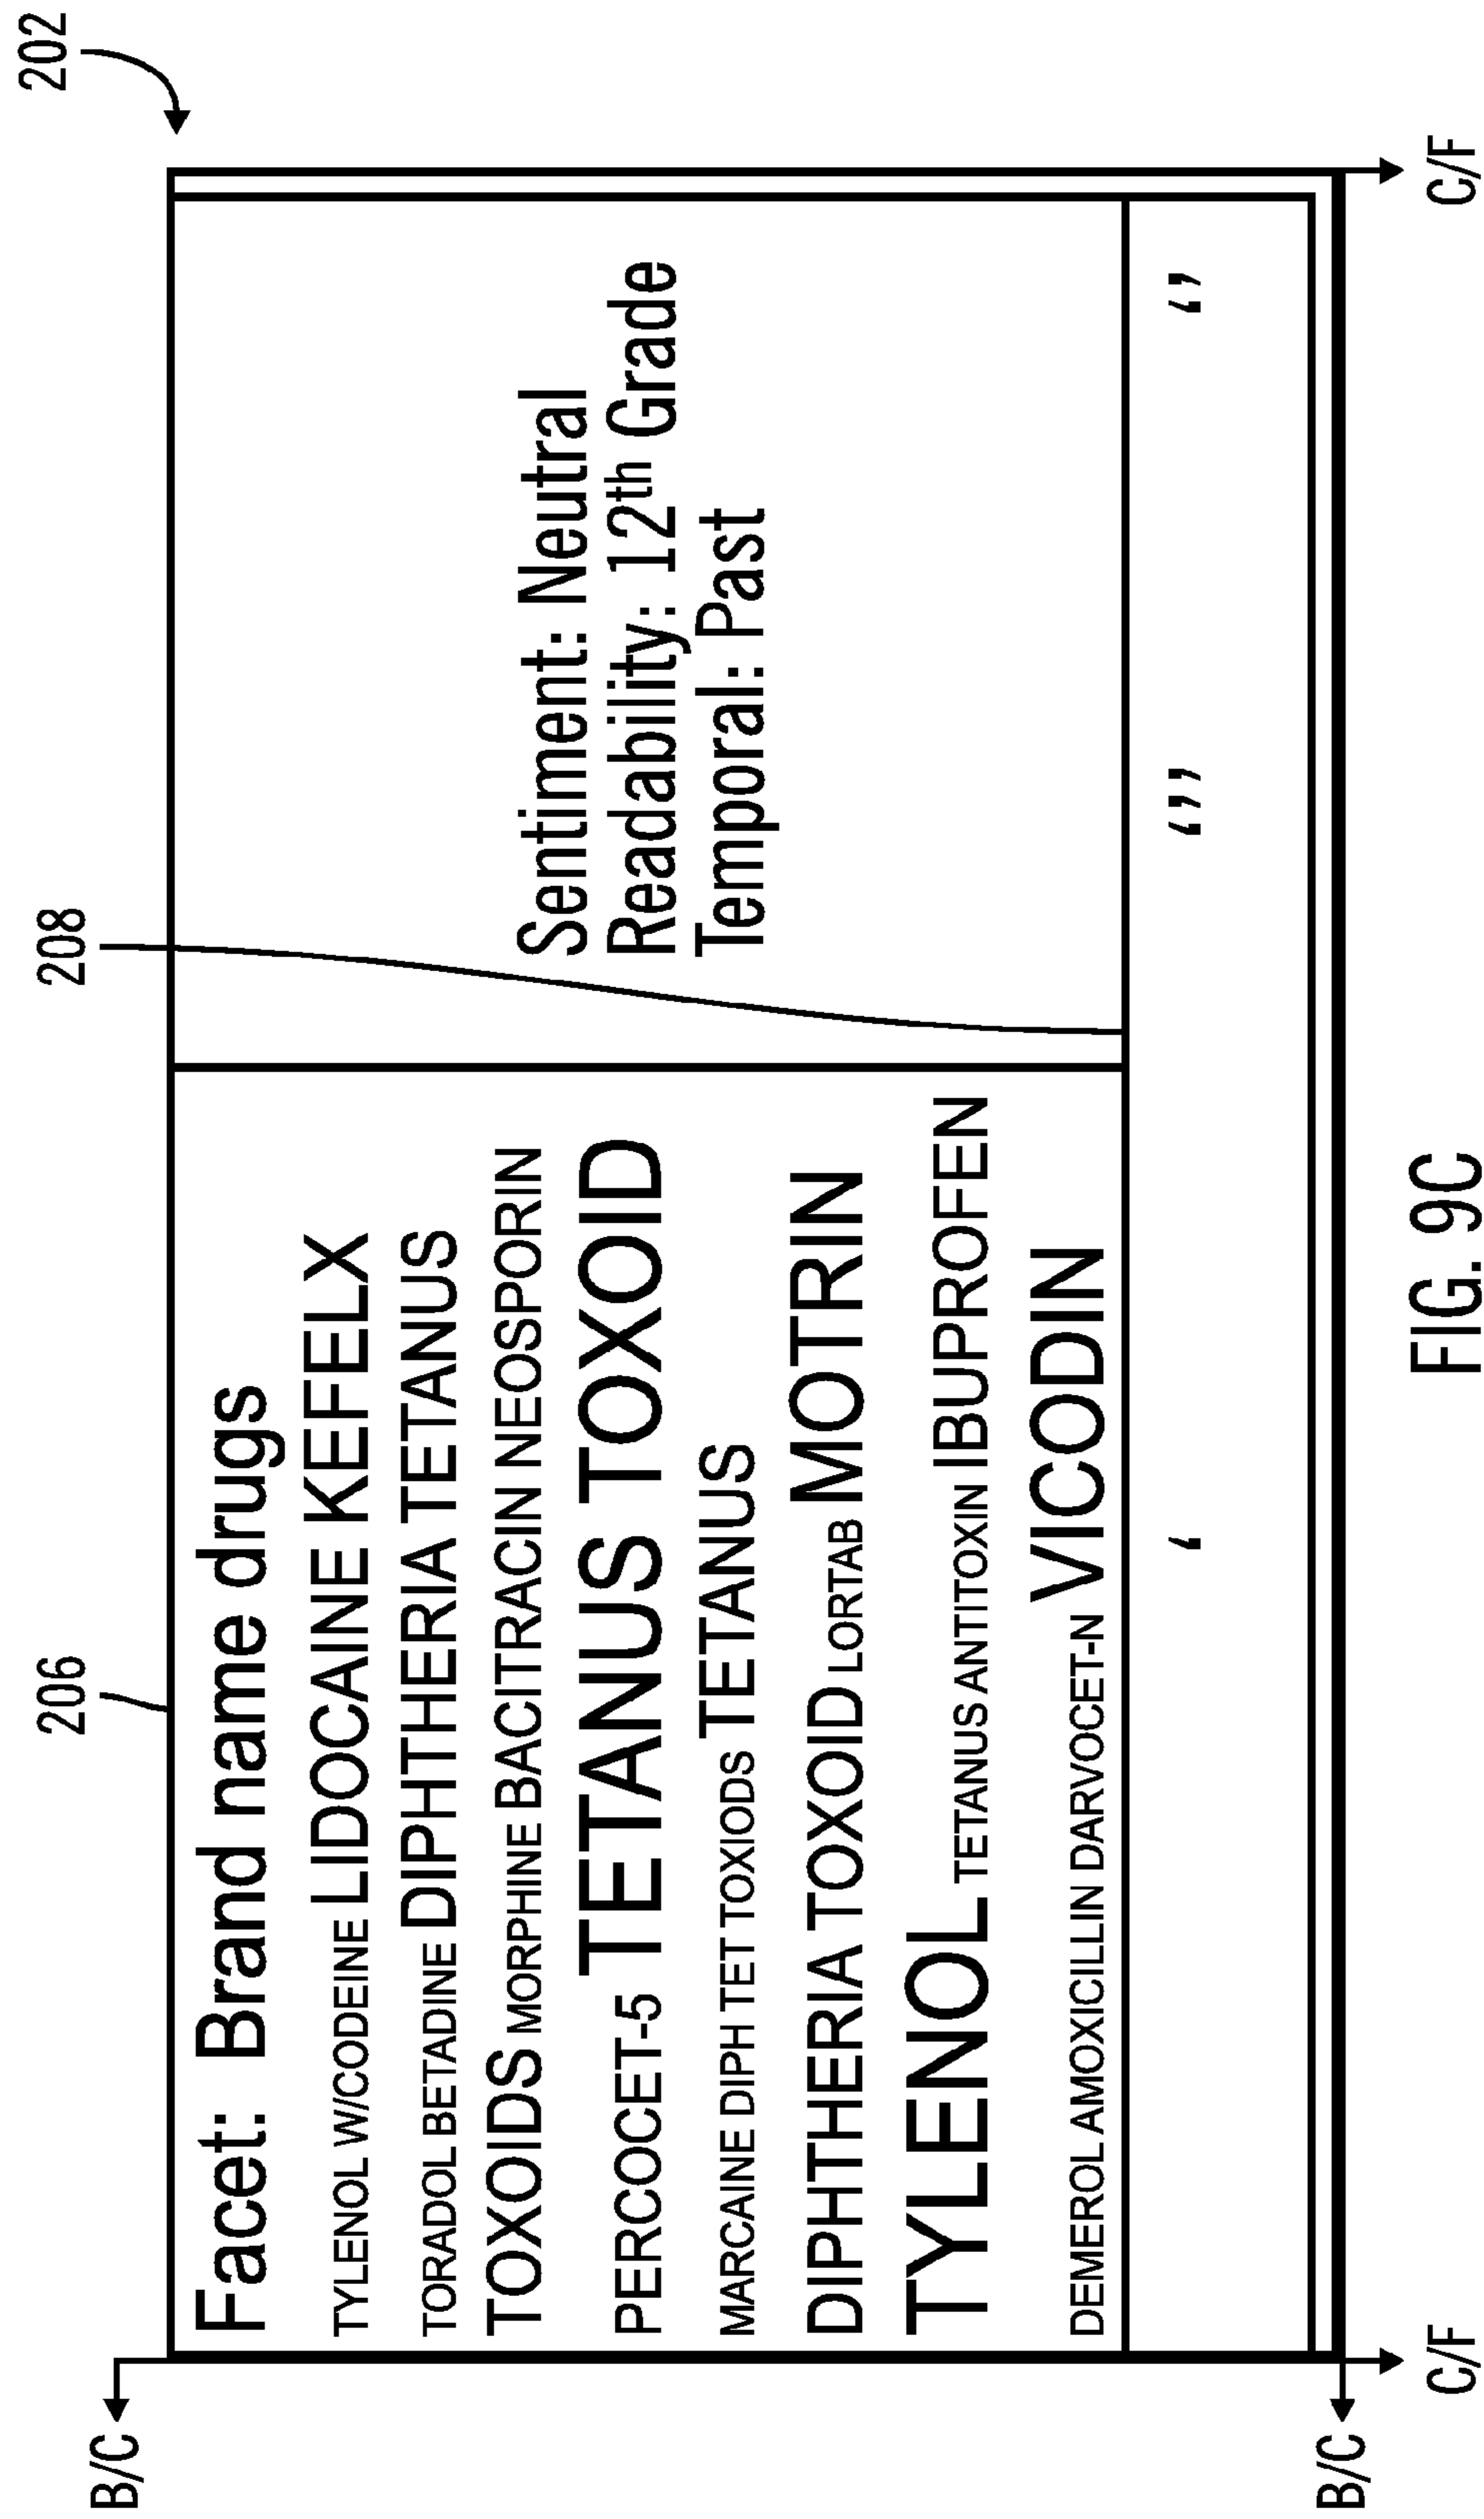 202
206
208
B/C
Facet: Brand name drugs
TYLENOL W/CODEINE LIDOCAINE KEFELX
TORADOL BETADINE DIPHTHERIA TETANUS
TOXOIDS MORPHINE BACITRACIN NEOSPORIN
PERCOCET-5 TETANUS TOXOID
MARCAINE DIPH TET TOXIODS TETANUS
DIPHTHERIA TOXOID LORTAB MOTRIN
TYLENOL TETANUS ANTITOXIN IBUPROFEN
DEMEROL AMOXICILLIN DARVOCET-N VICODIN
Sentiment: Neutral
Readability: 12th Grade
Temporal: Past
‘ ‘’’ ‘’
B/C
C/F
C/F
FIG. 9C